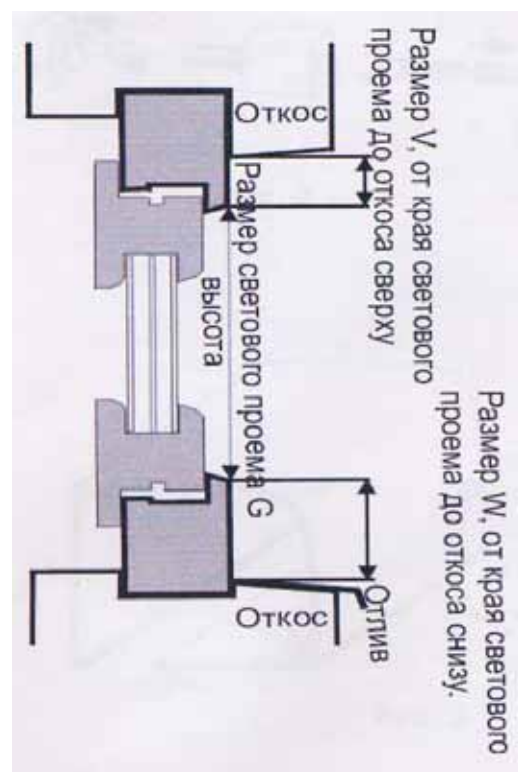 Размер V, от края светового
проема до откоса сверху
Откос
Размер светового проема G
высота
Размер W, от края светового
проема до откоса снизу.
Отлив
Откос